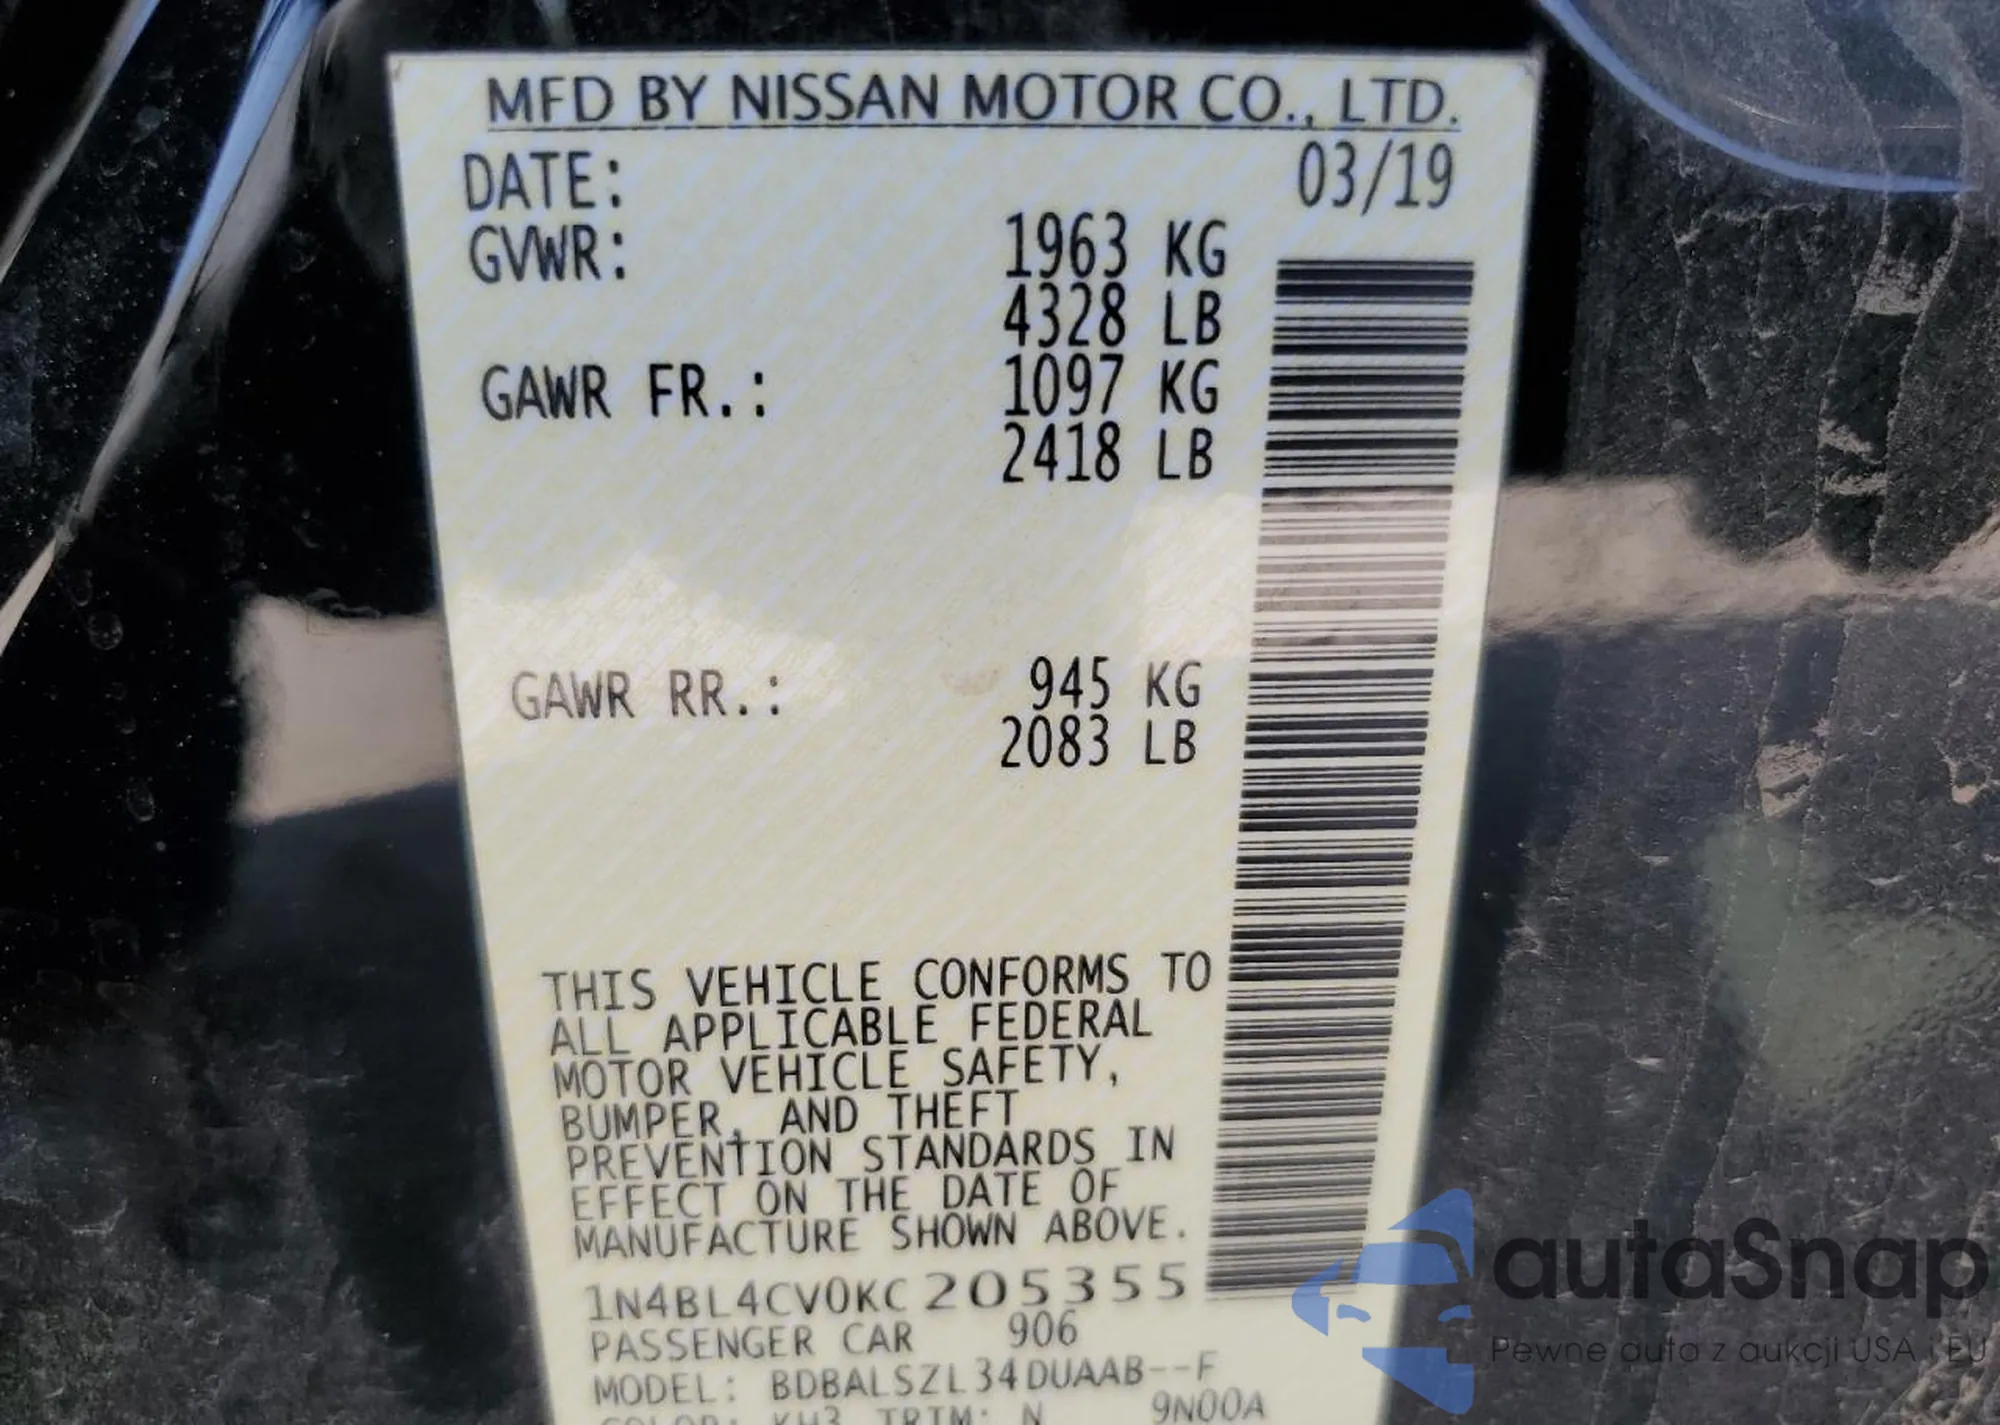 MFD BY NISSAN MOTOR CO., LTD.
DATE: 03/19
GVWR: 1963 KG
4328 LB
GAWR FR.: 1097 KG
2418 LB
GAWR RR.: 945 KG
2083 LB
THIS VEHICLE CONFORMS TO
ALL APPLICABLE FEDERAL
MOTOR VEHICLE SAFETY,
BUMPER, AND THEFT
PREVENTION STANDARDS IN
EFFECT ON THE DATE OF
MANUFACTURE SHOWN ABOVE.
1N4BL4CV0KC205355
PASSENGER CAR 906
MODEL: BDBALSZL34DUAAB--F
COLOR: KH3 TRIM: N 9N00A
autaSnap
Pewne auta z aukcji USA i EU